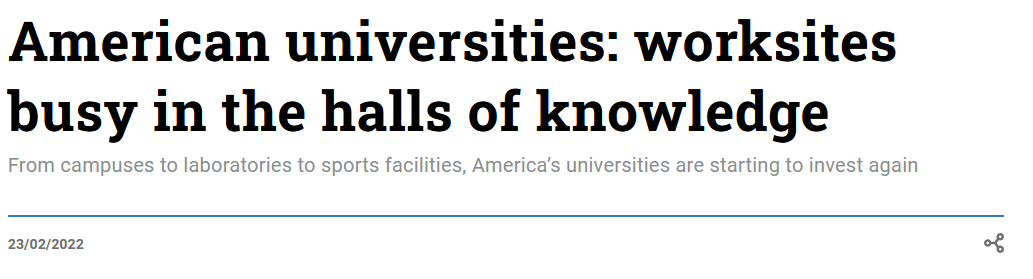 American universities: worksites
busy in the halls of knowledge
From campuses to laboratories to sports facilities, America’s universities are starting to invest again
23/02/2022